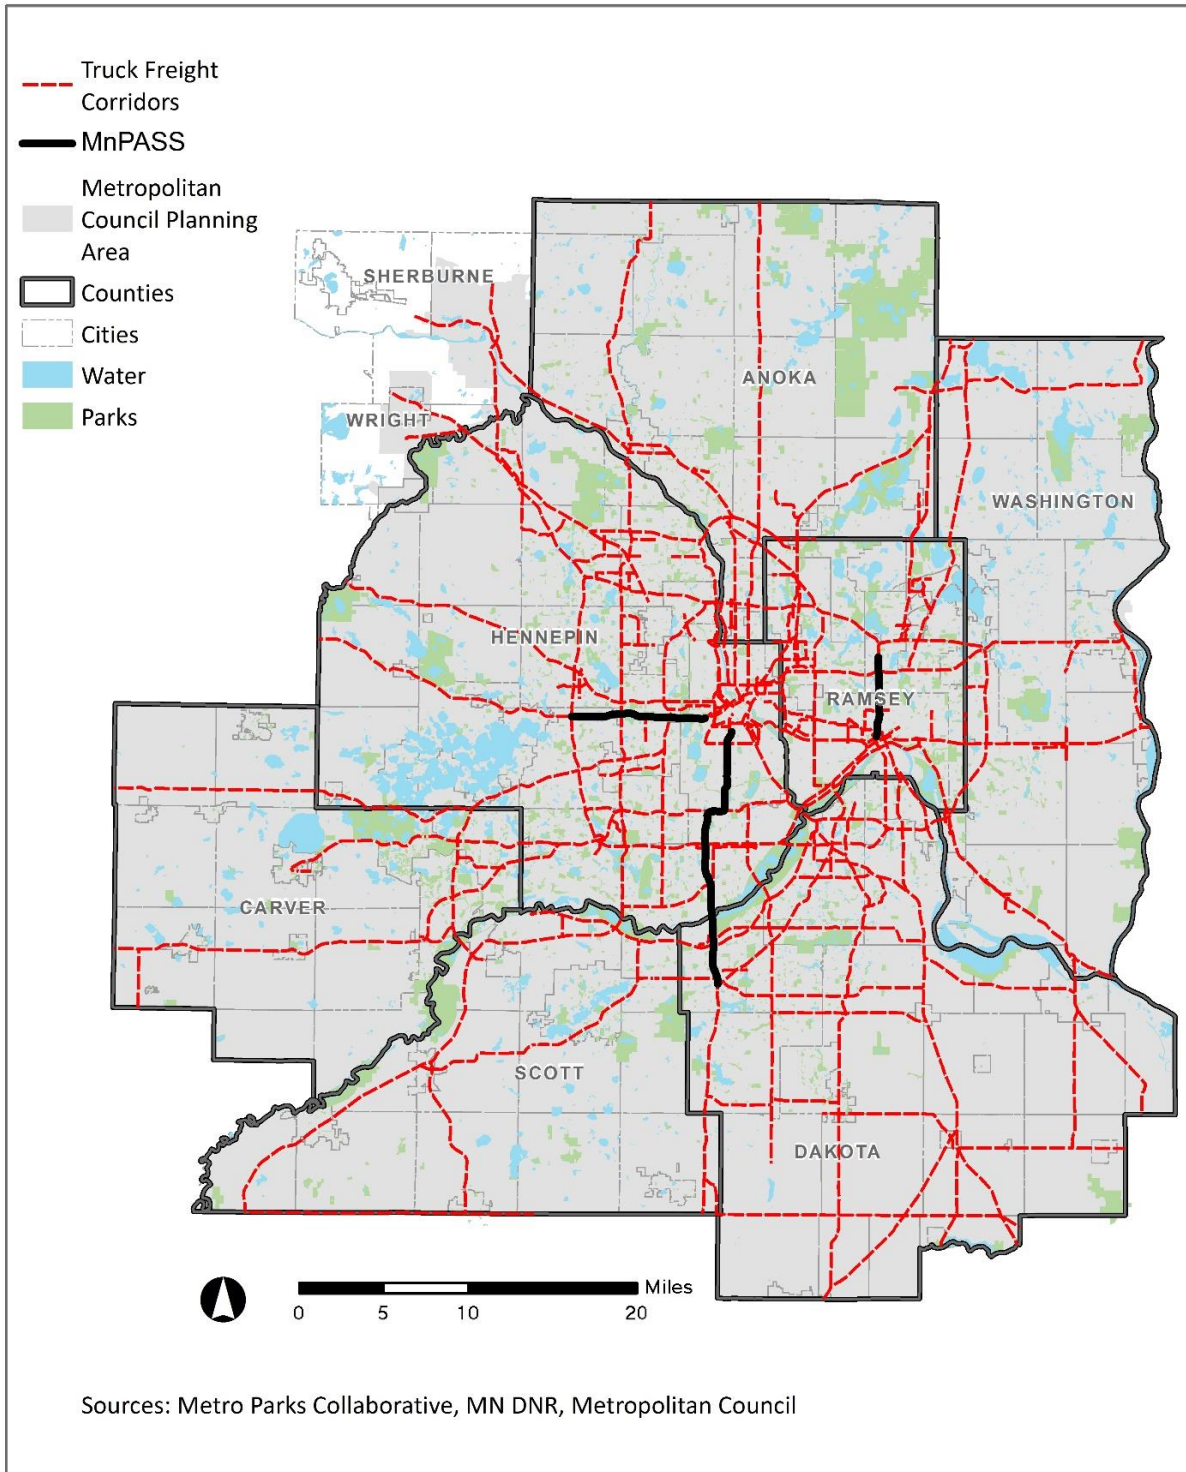 Truck Freight
Corridors
MnPASS
Metropolitan
Council Planning
Area
Counties
Cities
Water
Parks
SHERBURNE
ANOKA
WRIGHT
WASHINGTON
HENNEPIN
RAMSEY
CARVER
SCOTT
DAKOTA
Miles
0 5 10 20
Sources: Metro Parks Collaborative, MN DNR, Metropolitan Council